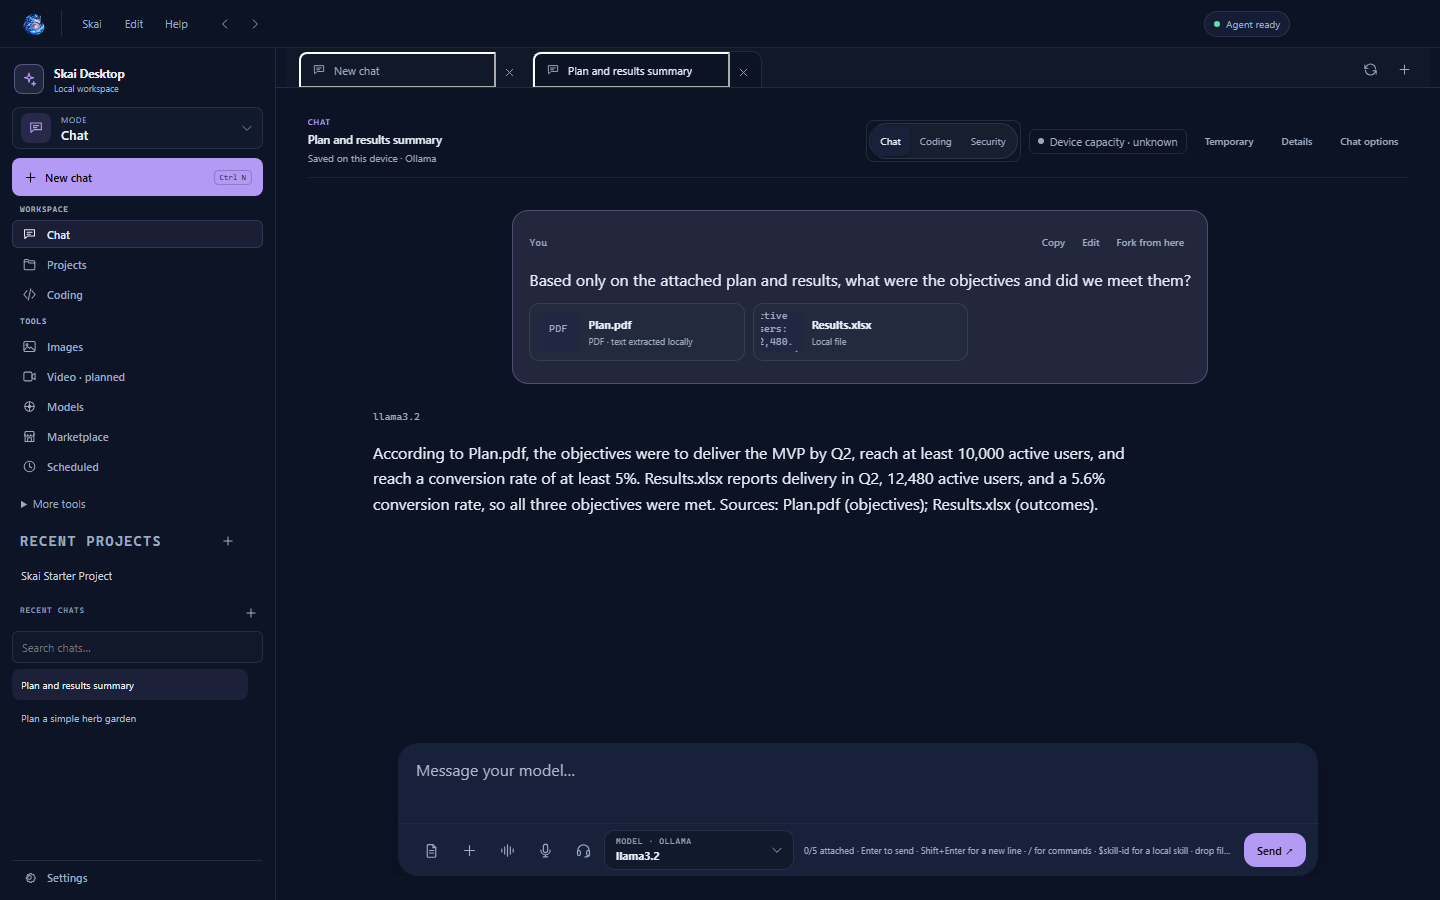 Skai Edit Help
Agent ready
Skai Desktop
Local workspace
MODE
Chat
New chat Ctrl N
WORKSPACE
Chat
Projects
Coding
TOOLS
Images
Video · planned
Models
Marketplace
Scheduled
More tools
RECENT PROJECTS
Skai Starter Project
RECENT CHATS
Search chats...
Plan and results summary
Plan a simple herb garden
Settings
New chat
Plan and results summary
CHAT
Plan and results summary
Saved on this device · Ollama
Chat Coding Security
Device capacity · unknown
Temporary Details Chat options
You
Copy Edit Fork from here
Based only on the attached plan and results, what were the objectives and did we meet them?
PDF
Plan.pdf
PDF · text extracted locally
2,480.
Results.xlsx
Local file
llama3.2
According to Plan.pdf, the objectives were to deliver the MVP by Q2, reach at least 10,000 active users, and
reach a conversion rate of at least 5%. Results.xlsx reports delivery in Q2, 12,480 active users, and a 5.6%
conversion rate, so all three objectives were met. Sources: Plan.pdf (objectives); Results.xlsx (outcomes).
Message your model...
MODEL · OLLAMA
llama3.2
0/5 attached · Enter to send · Shift+Enter for a new line · / for commands · $skill-id for a local skill · drop fil...
Send ↗